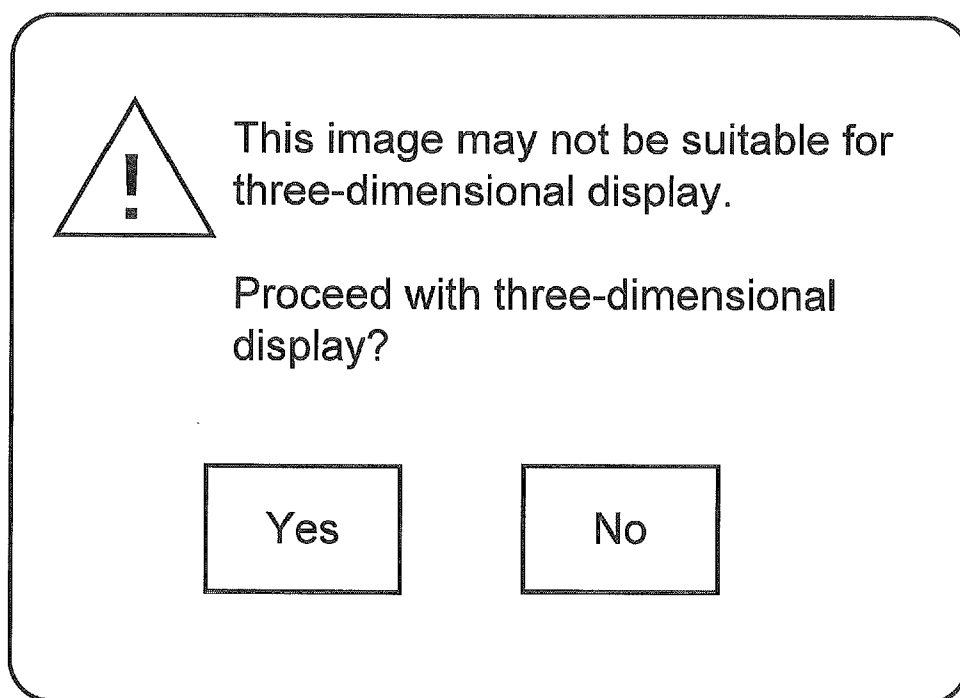 !
This image may not be suitable for
three-dimensional display.
Proceed with three-dimensional
display?
Yes
No